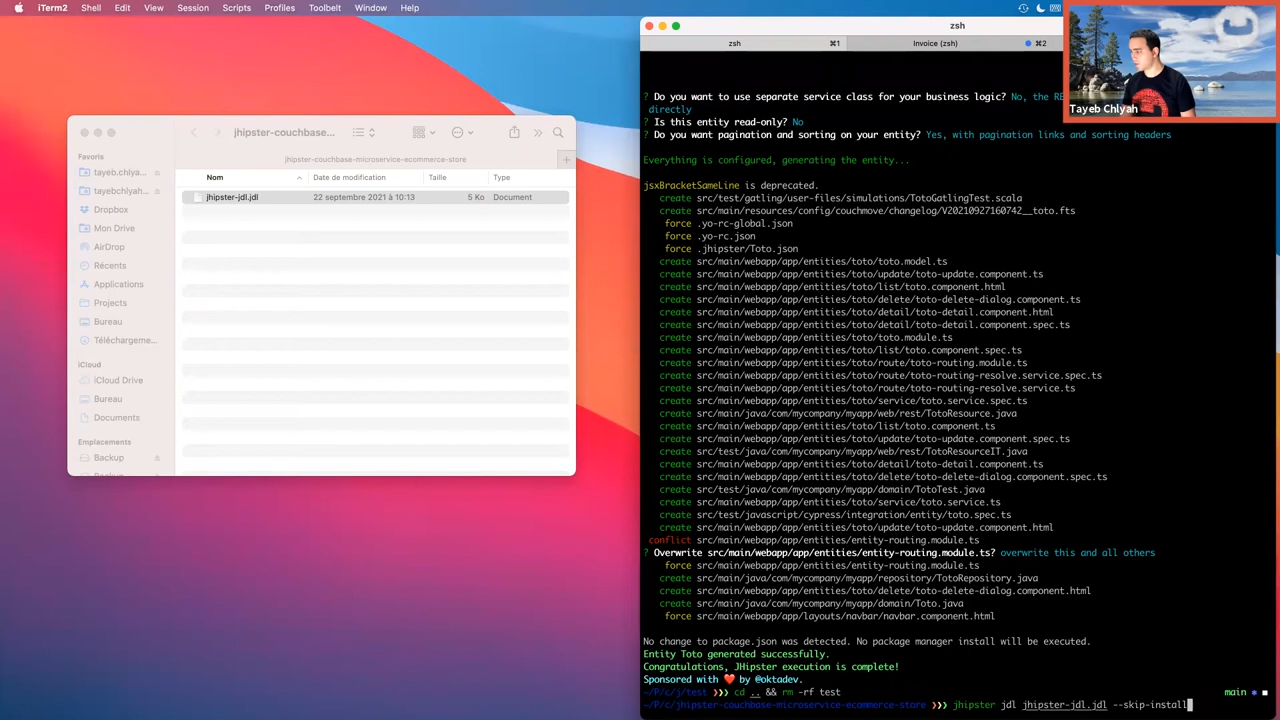 iTerm2 Shell Edit View Session Scripts Profiles Toolbelt Window Help
zsh
zsh ⌘1 Invoice (zsh) ⌘2
Tayeb Chlyah
jhipster-couchbase...
jhipster-couchbase-microservice-ecommerce-store
Nom Date de modification Taille Type
jhipster-jdl.jdl 22 septembre 2021 à 10:13 5 Ko Document
Favoris
tayeb.chlya...
tayebchlyah...
Dropbox
Mon Drive
AirDrop
Récents
Applications
Projects
Bureau
Téléchargeme...
iCloud
iCloud Drive
Bureau
Documents
Emplacements
Backup
? Do you want to use separate service class for your business logic? No, the RE
directly
? Is this entity read-only? No
? Do you want pagination and sorting on your entity? Yes, with pagination links and sorting headers
Everything is configured, generating the entity...
jsxBracketSameLine is deprecated.
create src/test/gatling/user-files/simulations/TotoGatlingTest.scala
create src/main/resources/config/couchmove/changelog/V20210927160742__toto.fts
force .yo-rc-global.json
force .yo-rc.json
force .jhipster/Toto.json
create src/main/webapp/app/entities/toto/toto.model.ts
create src/main/webapp/app/entities/toto/update/toto-update.component.ts
create src/main/webapp/app/entities/toto/list/toto.component.html
create src/main/webapp/app/entities/toto/delete/toto-delete-dialog.component.ts
create src/main/webapp/app/entities/toto/detail/toto-detail.component.html
create src/main/webapp/app/entities/toto/detail/toto-detail.component.spec.ts
create src/main/webapp/app/entities/toto/toto.module.ts
create src/main/webapp/app/entities/toto/list/toto.component.spec.ts
create src/main/webapp/app/entities/toto/route/toto-routing.module.ts
create src/main/webapp/app/entities/toto/route/toto-routing-resolve.service.spec.ts
create src/main/webapp/app/entities/toto/route/toto-routing-resolve.service.ts
create src/main/webapp/app/entities/toto/service/toto.service.spec.ts
create src/main/java/com/mycompany/myapp/web/rest/TotoResource.java
create src/main/webapp/app/entities/toto/list/toto.component.ts
create src/main/webapp/app/entities/toto/update/toto-update.component.spec.ts
create src/test/java/com/mycompany/myapp/web/rest/TotoResourceIT.java
create src/main/webapp/app/entities/toto/detail/toto-detail.component.ts
create src/main/webapp/app/entities/toto/delete/toto-delete-dialog.component.spec.ts
create src/test/java/com/mycompany/myapp/domain/TotoTest.java
create src/main/webapp/app/entities/toto/service/toto.service.ts
create src/test/javascript/cypress/integration/entity/toto.spec.ts
create src/main/webapp/app/entities/toto/update/toto-update.component.html
conflict src/main/webapp/app/entities/entity-routing.module.ts
? Overwrite src/main/webapp/app/entities/entity-routing.module.ts? overwrite this and all others
force src/main/webapp/app/entities/entity-routing.module.ts
create src/main/java/com/mycompany/myapp/repository/TotoRepository.java
create src/main/webapp/app/entities/toto/delete/toto-delete-dialog.component.html
create src/main/java/com/mycompany/myapp/domain/Toto.java
force src/main/webapp/app/layouts/navbar/navbar.component.html
No change to package.json was detected. No package manager install will be executed.
Entity Toto generated successfully.
Congratulations, JHipster execution is complete!
Sponsored with ❤️ by @oktadev.
~/P/c/j/test ❯❯❯ cd .. && rm -rf test main ✱ ◼
~/P/c/jhipster-couchbase-microservice-ecommerce-store ❯❯❯ jhipster jdl jhipster-jdl.jdl --skip-install